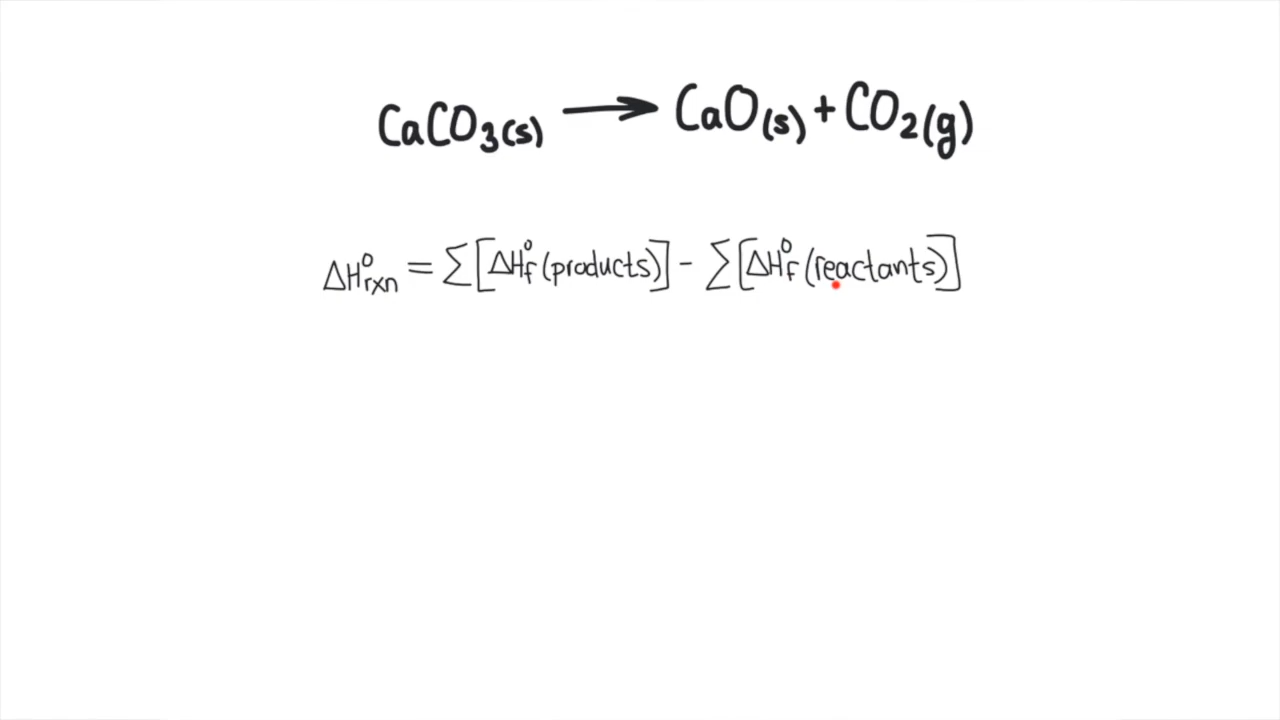 CaCO₃(s) ⟶ CaO(s) + CO₂(g)
ΔH°rxn = Σ[ΔH°f(products)] - Σ[ΔH°f(reactants)]